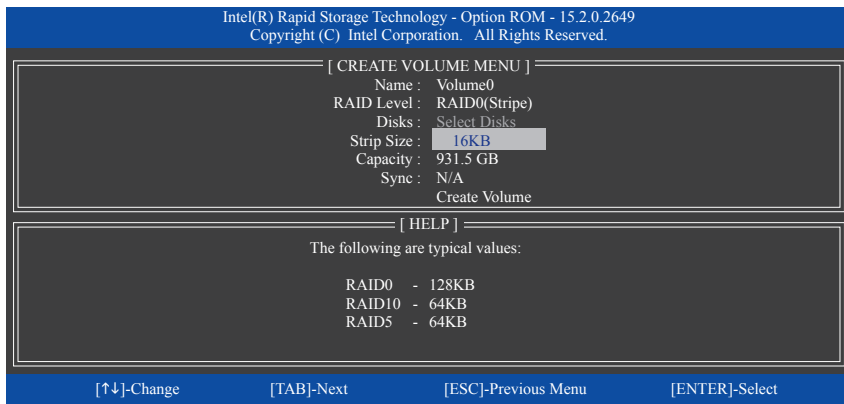 Intel(R) Rapid Storage Technology - Option ROM - 15.2.0.2649
Copyright (C) Intel Corporation. All Rights Reserved.
[ CREATE VOLUME MENU ]
Name : Volume0
RAID Level : RAID0(Stripe)
Disks : Select Disks
Strip Size : 16KB
Capacity : 931.5 GB
Sync : N/A
Create Volume
[ HELP ]
The following are typical values:
RAID0 - 128KB
RAID10 - 64KB
RAID5 - 64KB
[↑↓]-Change [TAB]-Next [ESC]-Previous Menu [ENTER]-Select